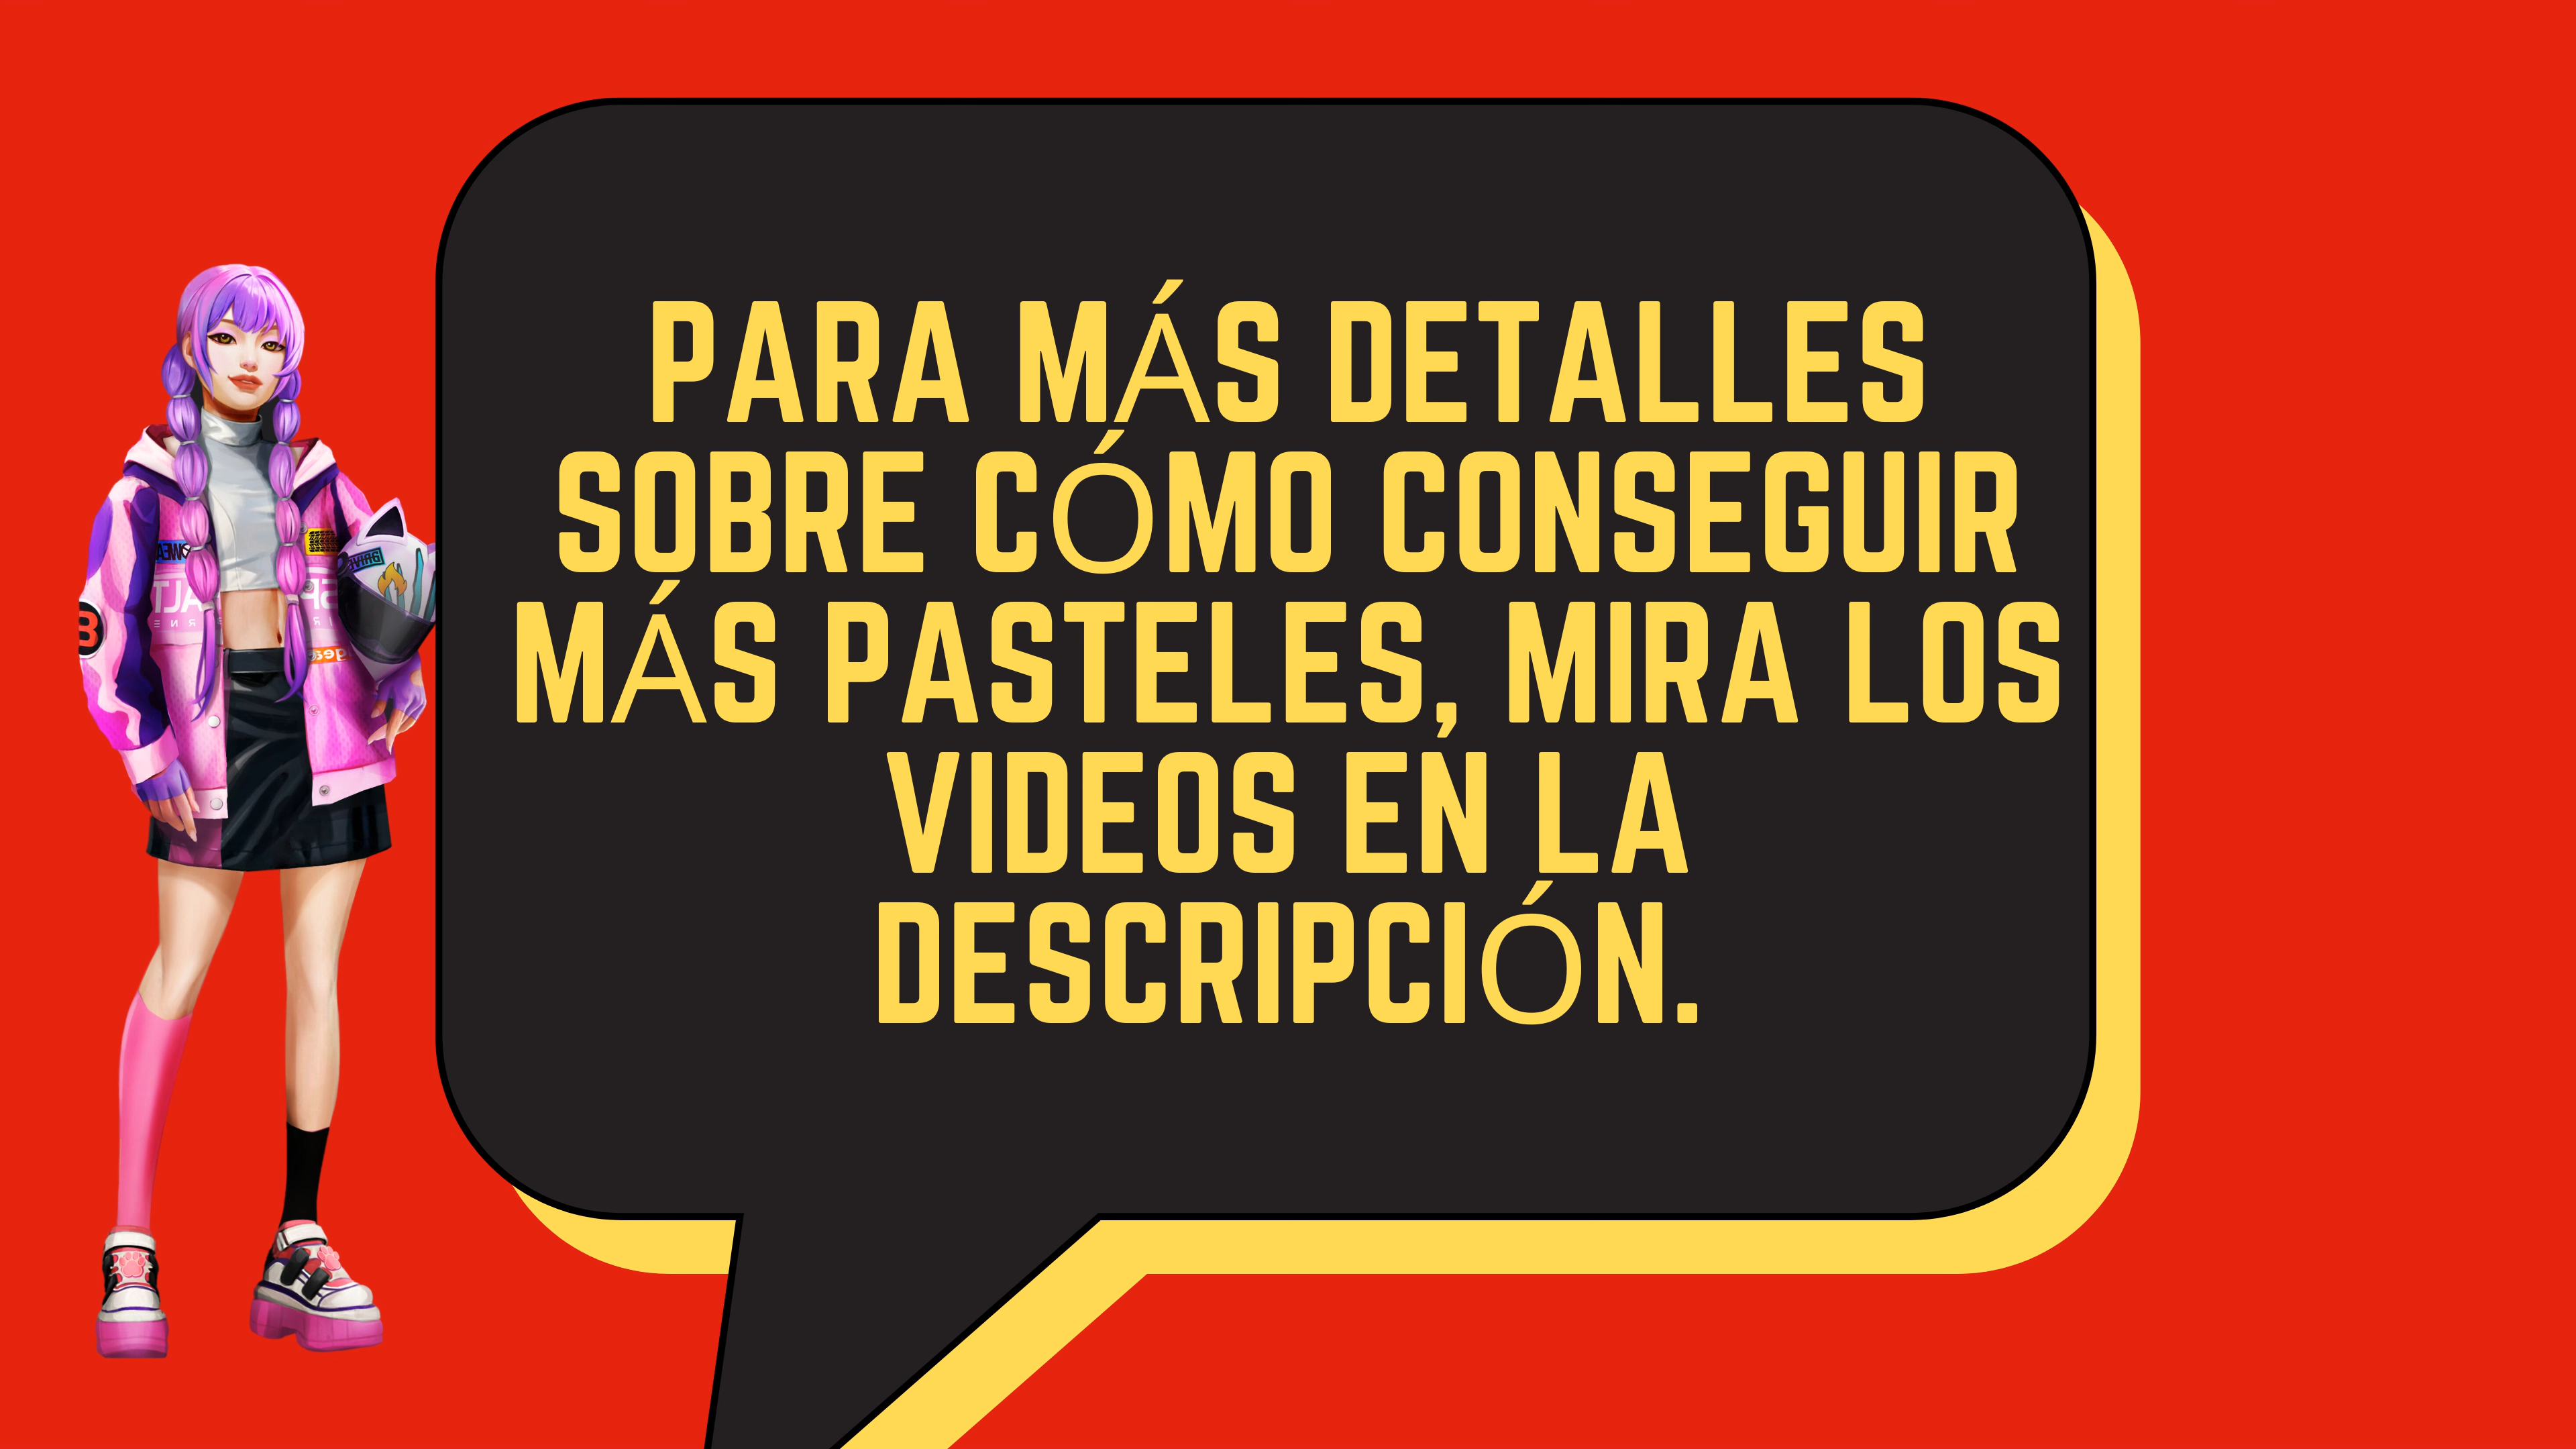 PARA MÁS DETALLES
SOBRE CÓMO CONSEGUIR
MÁS PASTELES, MIRA LOS
VIDEOS EN LA
DESCRIPCIÓN.